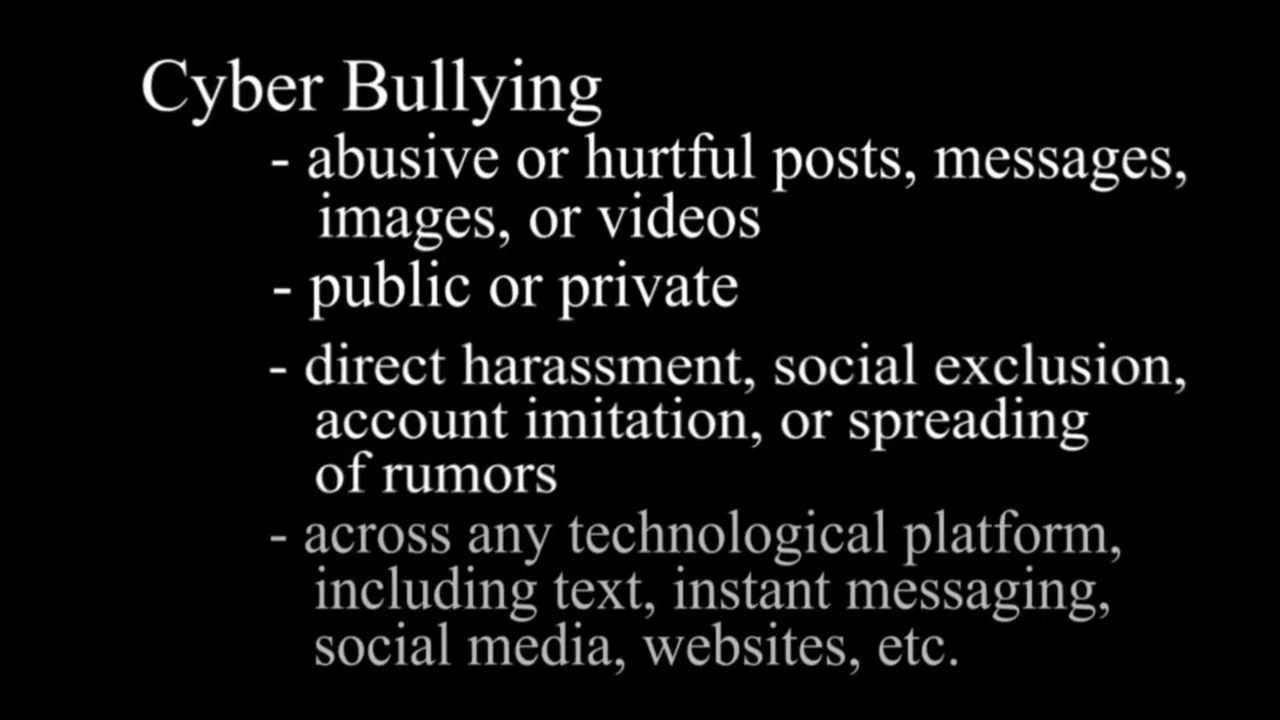 Cyber Bullying
- abusive or hurtful posts, messages,
images, or videos
- public or private
- direct harassment, social exclusion,
account imitation, or spreading
of rumors
- across any technological platform,
including text, instant messaging,
social media, websites, etc.